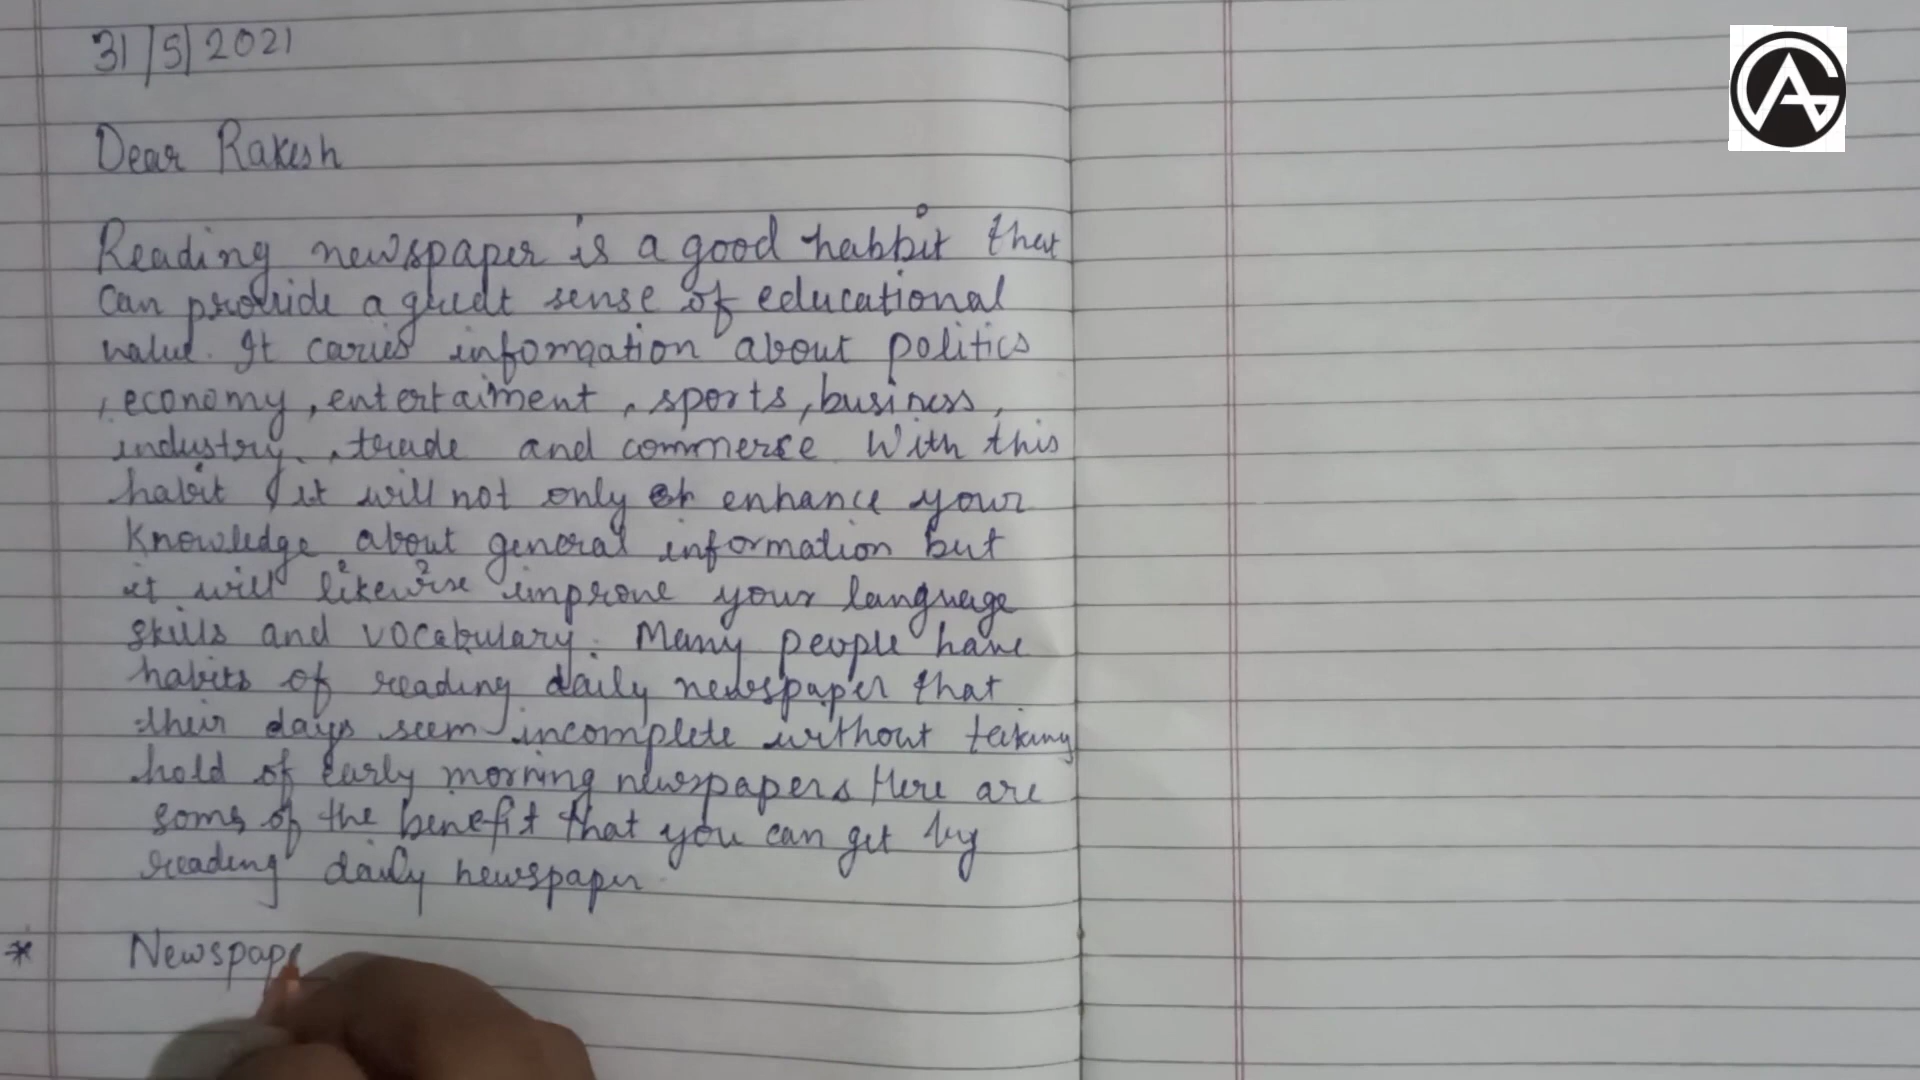 31/5/2021
Dear Rakesh
Reading newspaper is a good habbit that
can provide a great sense of educational
value. It caries infomation about politics
, economy, entertaiment, sports, business,
industry, trade and commerce. With this
habit it will not only enhance your
knowledge about general information but
it will likewise improve your language
skills and vocabulary. Many people have
habits of reading daily newspaper that
their days seem incomplete without taking
hold of early morning newspapers Here are
some of the benefit that you can get by
reading daily newspaper
* Newspape